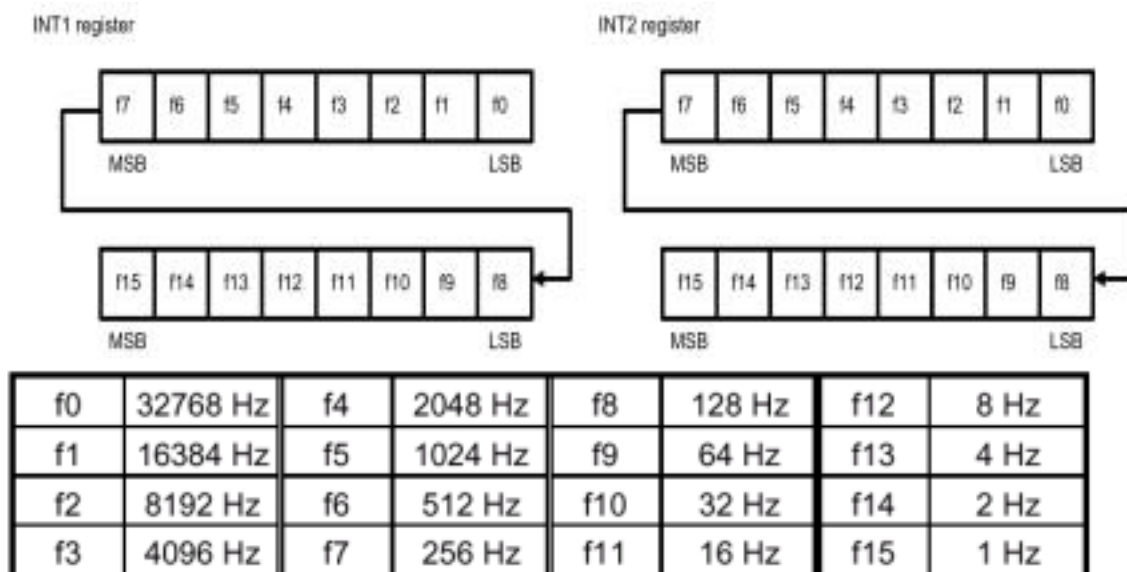 INT1 register INT2 register
f7 f6 f5 f4 f3 f2 f1 f0 f7 f6 f5 f4 f3 f2 f1 f0
MSB LSB MSB LSB
f15 f14 f13 f12 f11 f10 f9 f8 f15 f14 f13 f12 f11 f10 f9 f8
MSB LSB MSB LSB
f0 32768 Hz f4 2048 Hz f8 128 Hz f12 8 Hz
f1 16384 Hz f5 1024 Hz f9 64 Hz f13 4 Hz
f2 8192 Hz f6 512 Hz f10 32 Hz f14 2 Hz
f3 4096 Hz f7 256 Hz f11 16 Hz f15 1 Hz